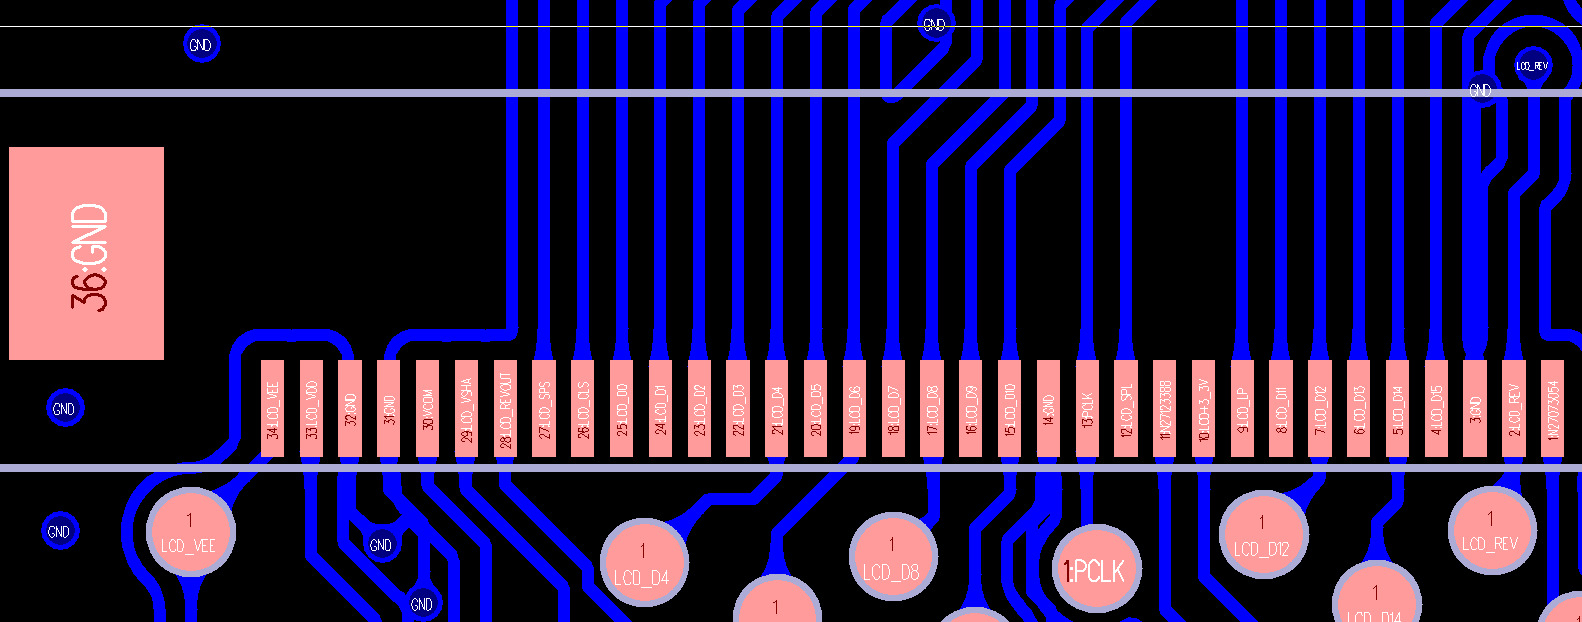 GND
GND
LCD_REV
GND
36:GND
34:LCD_VEE
33:LCD_VDD
32:GND
31:GND
30:VCOM
29:LCD_VSHA
28:LCD_REVOUT
27:LCD_SPS
26:LCD_CLS
25:LCD_D0
24:LCD_D1
23:LCD_D2
22:LCD_D3
21:LCD_D4
20:LCD_D5
19:LCD_D6
18:LCD_D7
17:LCD_D8
16:LCD_D9
15:LCD_D10
14:GND
13:PCLK
12:LCD_SPL
11:N27123388
10:LCD+3_3V
9:LCD_LP
8:LCD_D11
7:LCD_D12
6:LCD_D13
5:LCD_D14
4:LCD_D15
3:GND
2:LCD_REV
1:N27073054
GND
GND
1
LCD_VEE
GND
GND
1
LCD_D4
1
1
LCD_D8
1:PCLK
1
LCD_D12
1
LCD_D14
1
LCD_REV
1